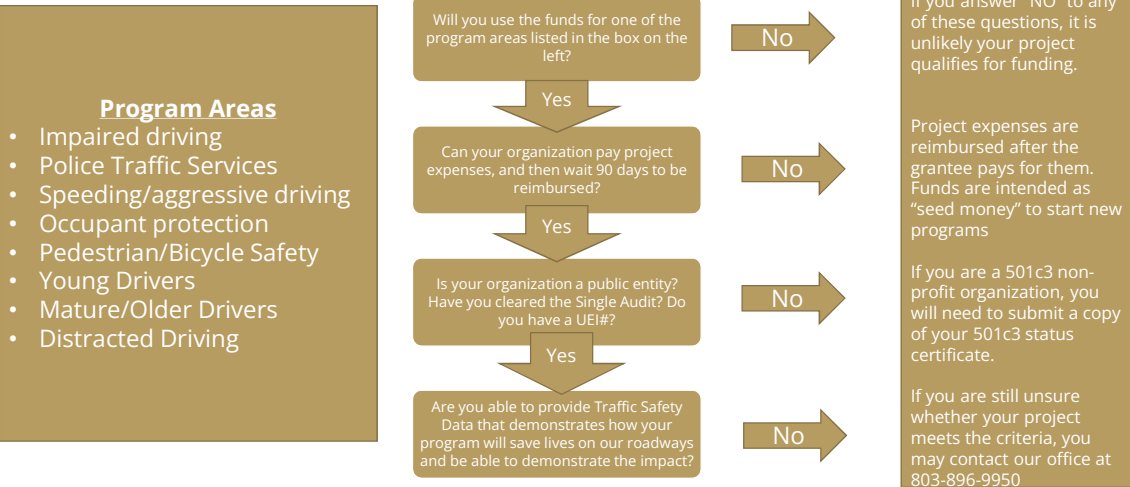 Program Areas
• Impaired driving
• Police Traffic Services
• Speeding/aggressive driving
• Occupant protection
• Pedestrian/Bicycle Safety
• Young Drivers
• Mature/Older Drivers
• Distracted Driving
Will you use the funds for one of the
program areas listed in the box on the
left?
No
Yes
Can your organization pay project
expenses, and then wait 90 days to be
reimbursed?
No
Yes
Is your organization a public entity?
Have you cleared the Single Audit? Do
you have a UEI#?
No
Yes
Are you able to provide Traffic Safety
Data that demonstrates how your
program will save lives on our roadways
and be able to demonstrate the impact?
No
If you answer "NO" to any
of these questions, it is
unlikely your project
qualifies for funding.
Project expenses are
reimbursed after the
grantee pays for them.
Funds are intended as
“seed money” to start new
programs
If you are a 501c3 non-
profit organization, you
will need to submit a copy
of your 501c3 status
certificate.
If you are still unsure
whether your project
meets the criteria, you
may contact our office at
803-896-9950